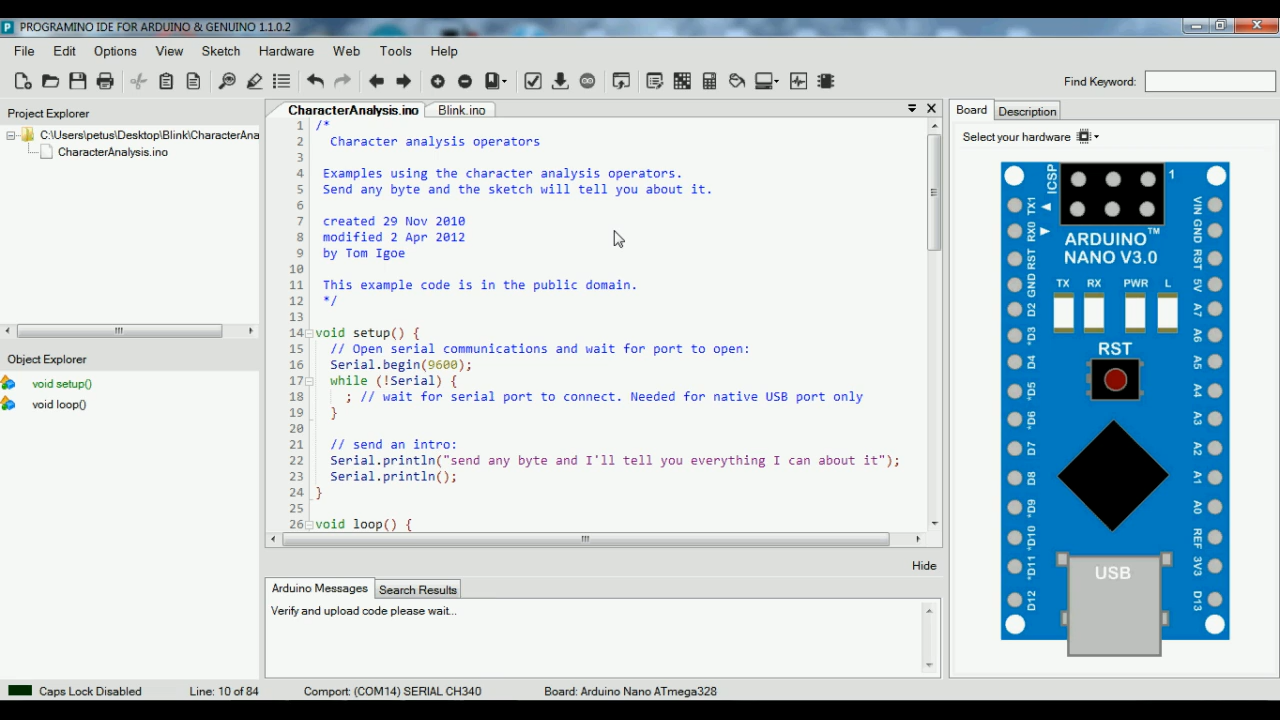 PROGRAMINO IDE FOR ARDUINO & GENUINO 1.1.0.2
File Edit Options View Sketch Hardware Web Tools Help
Find Keyword:
Project Explorer
C:\Users\petus\Desktop\Blink\CharacterAna
CharacterAnalysis.ino
Object Explorer
void setup()
void loop()
CharacterAnalysis.ino Blink.ino
1 /*
2 Character analysis operators
3
4 Examples using the character analysis operators.
5 Send any byte and the sketch will tell you about it.
6
7 created 29 Nov 2010
8 modified 2 Apr 2012
9 by Tom Igoe
10
11 This example code is in the public domain.
12 */
13
14 void setup() {
15 // Open serial communications and wait for port to open:
16 Serial.begin(9600);
17 while (!Serial) {
18 ; // wait for serial port to connect. Needed for native USB port only
19 }
20
21 // send an intro:
22 Serial.println("send any byte and I'll tell you everything I can about it");
23 Serial.println();
24 }
25
26 void loop() {
Hide
Arduino Messages Search Results
Verify and upload code please wait...
Board Description
Select your hardware
ICSP 1
ARDUINO™
NANO V3.0
TX RX PWR L
RST
USB
TX1
RX0
RST
GND
D2
*D3
D4
*D5
*D6
D7
D8
*D9
*D10
*D11
D12
VIN
GND
RST
5V
A7
A6
A5
A4
A3
A2
A1
A0
REF
3V3
D13
Caps Lock Disabled Line: 10 of 84 Comport: (COM14) SERIAL CH340 Board: Arduino Nano ATmega328